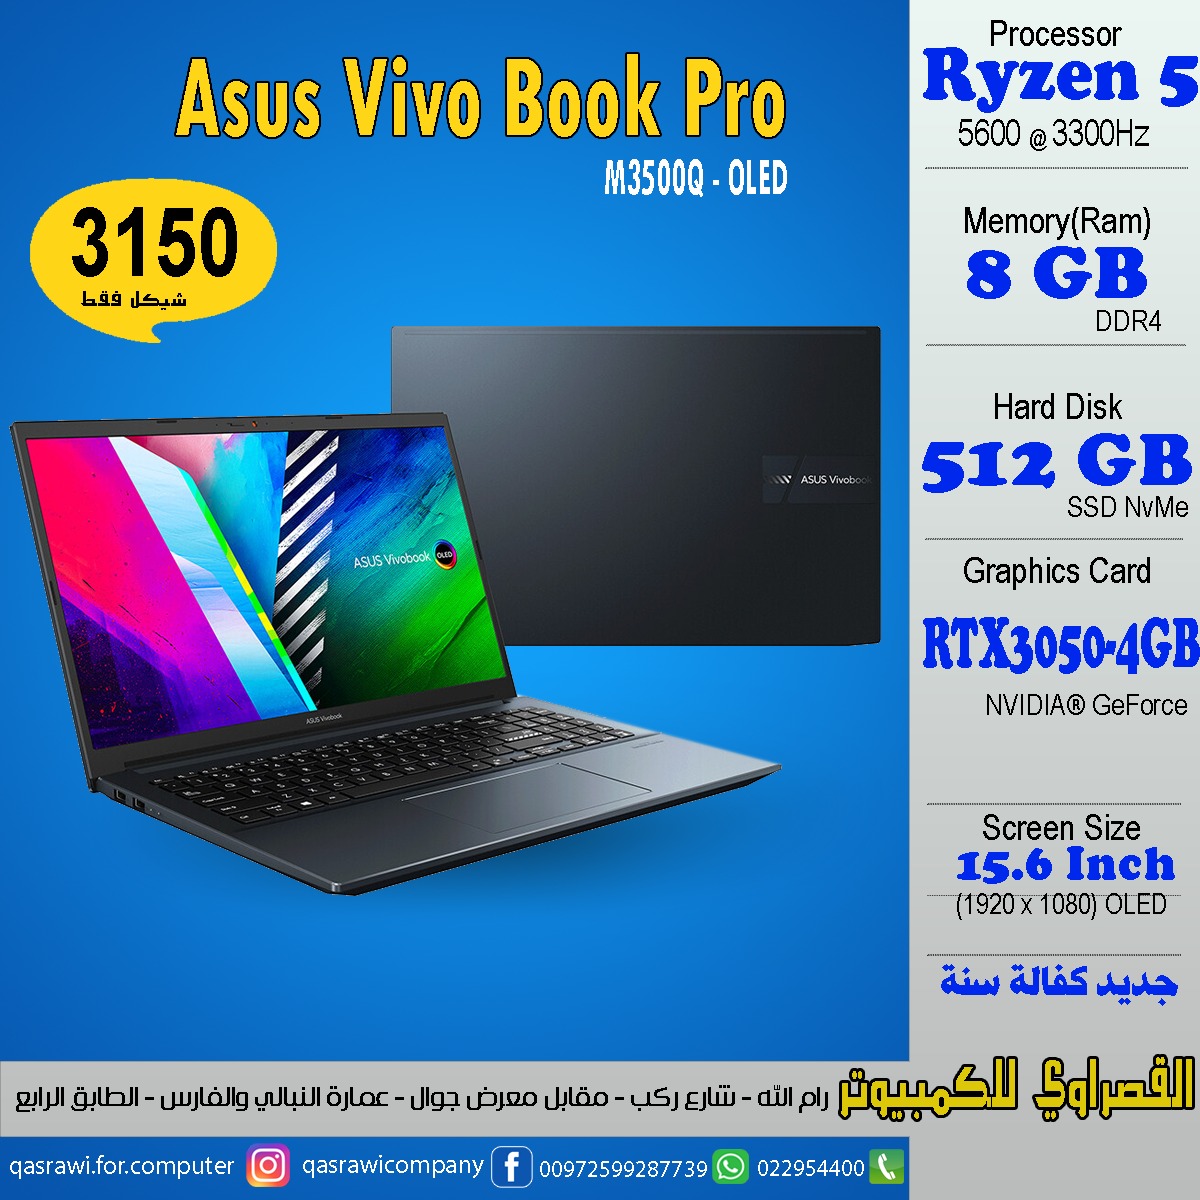 Asus Vivo Book Pro
M3500Q - OLED
3150
شيكل فقط
ASUS Vivobook
ASUS Vivobook OLED
ASUS Vivobook
Processor
Ryzen 5
5600 @ 3300Hz
Memory(Ram)
8 GB
DDR4
Hard Disk
512 GB
SSD NvMe
Graphics Card
RTX3050-4GB
NVIDIA® GeForce
Screen Size
15.6 Inch
(1920 x 1080) OLED
جديد كفالة سنة
القصراوي للكمبيوتر رام الله - شارع ركب - مقابل معرض جوال - عمارة النبالي والفارس - الطابق الرابع
qasrawi.for.computer qasrawicompany 00972599287739 022954400